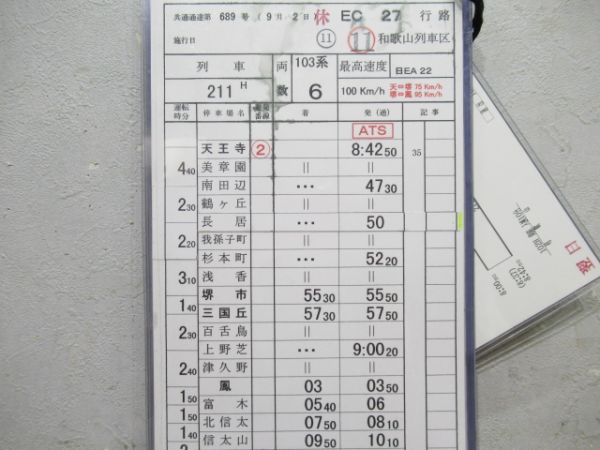 共通通達第 689 号 (9月2日) 休 EC 27 行路
施行日 ⑪ ⑪ 和歌山列車区
列車 両数 103系 最高速度 BEA 22
211H 6 100 Km/h 天⇔堺 75 Km/h
堺⇔鳳 95 Km/h
運転時分 停車場名 着発番線 着 発(通) 記事
ATS
天王寺 ② 8:42 50 35
4 40 美章園 || ||
南田辺 … 47 30
2 30 鶴ヶ丘 || ||
長居 … 50
2 20 我孫子町 || ||
杉本町 … 52 20
3 10 浅香 || ||
堺市 55 30 55 50
三国丘 57 30 57 50
2 30 百舌鳥 || ||
上野芝 … 9:00 20
2 40 津久野 || ||
鳳 03 03 50
1 50 富木 05 40 06
1 50 北信太 07 50 08 10
1 40 信太山 09 50 10 10